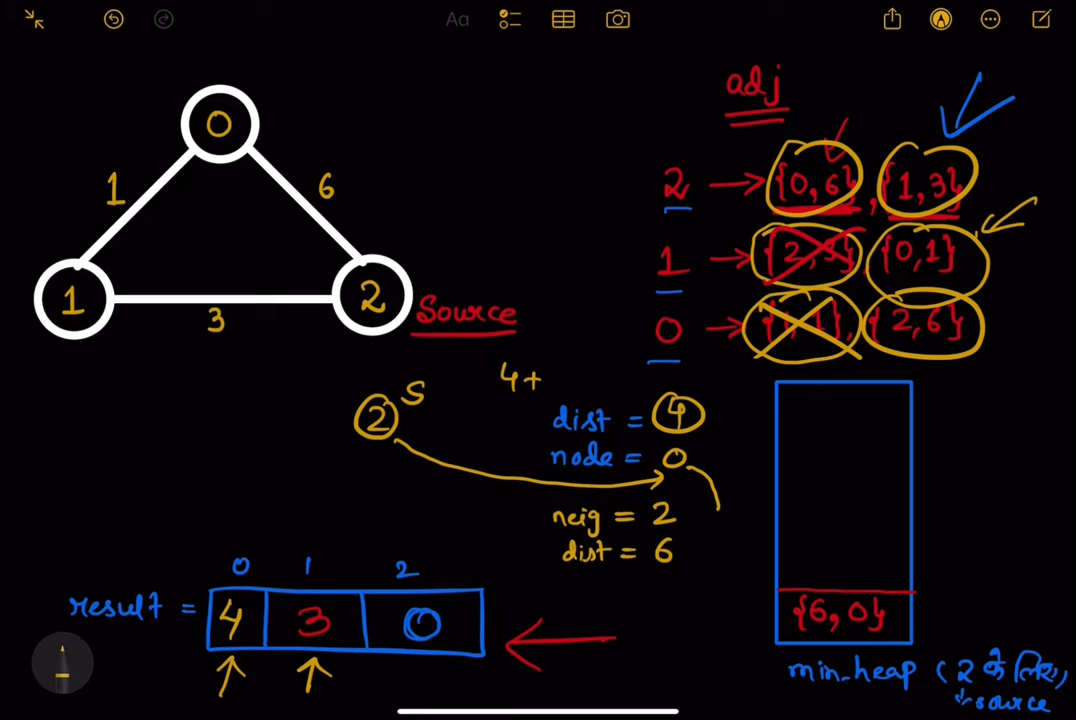 Aa
adj
0
1
6
2 → {0,6}, {1,3}
1 → {2,3}, {0,1}
0 → {1,1}, {2,6}
1
2
3
Source
2 S
4+
dist = 4
node = 0
neig = 2
dist = 6
0 1 2
result = 4 3 0
{6,0}
min-heap (2 के लिए)
source